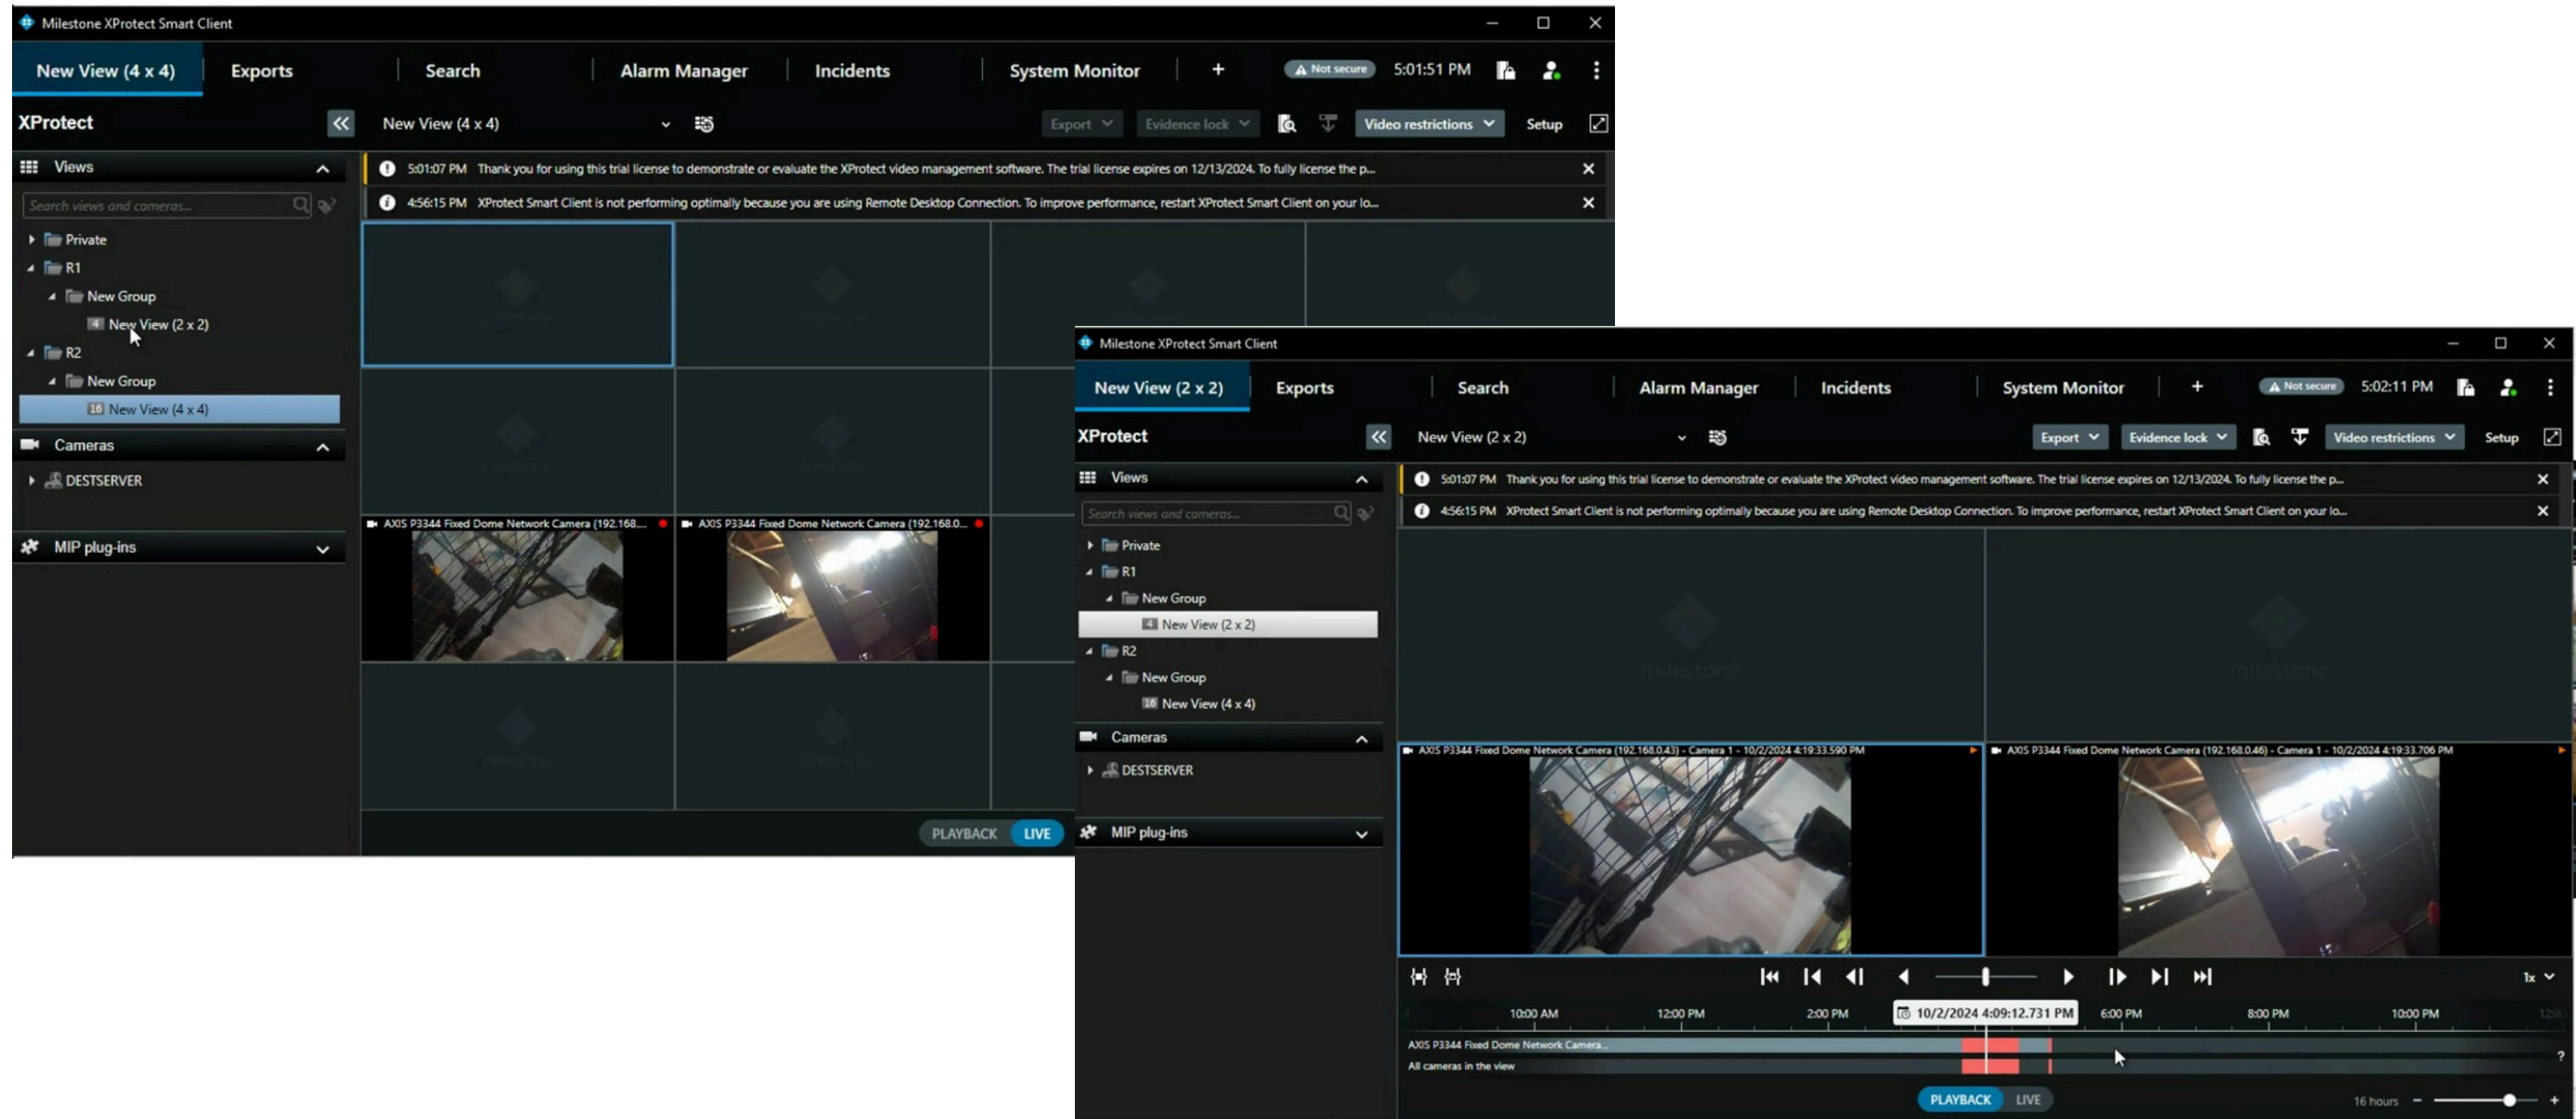 Milestone XProtect Smart Client
New View (4 x 4)
Exports
Search
Alarm Manager
Incidents
System Monitor
+
Not secure
5:01:51 PM
XProtect
New View (4 x 4)
Export
Evidence lock
Video restrictions
Setup
Views
5:01:07 PM Thank you for using this trial license to demonstrate or evaluate the XProtect video management software. The trial license expires on 12/13/2024. To fully license the p...
Search views and cameras...
4:56:15 PM XProtect Smart Client is not performing optimally because you are using Remote Desktop Connection. To improve performance, restart XProtect Smart Client on your lo...
Private
R1
New Group
4 New View (2 x 2)
R2
New Group
16 New View (4 x 4)
Cameras
DESTSERVER
MIP plug-ins
AXIS P3344 Fixed Dome Network Camera (192.168....
AXIS P3344 Fixed Dome Network Camera (192.168.0...
PLAYBACK
LIVE
Milestone XProtect Smart Client
New View (2 x 2)
Exports
Search
Alarm Manager
Incidents
System Monitor
+
Not secure
5:02:11 PM
XProtect
New View (2 x 2)
Export
Evidence lock
Video restrictions
Setup
Views
5:01:07 PM Thank you for using this trial license to demonstrate or evaluate the XProtect video management software. The trial license expires on 12/13/2024. To fully license the p...
Search views and cameras...
4:56:15 PM XProtect Smart Client is not performing optimally because you are using Remote Desktop Connection. To improve performance, restart XProtect Smart Client on your lo...
Private
R1
New Group
4 New View (2 x 2)
R2
New Group
16 New View (4 x 4)
Cameras
DESTSERVER
MIP plug-ins
milestone
milestone
AXIS P3344 Fixed Dome Network Camera (192.168.0.43) - Camera 1 - 10/2/2024 4:19:33.590 PM
AXIS P3344 Fixed Dome Network Camera (192.168.0.46) - Camera 1 - 10/2/2024 4:19:33.706 PM
1x
10:00 AM
12:00 PM
2:00 PM
10/2/2024 4:09:12.731 PM
6:00 PM
8:00 PM
10:00 PM
AXIS P3344 Fixed Dome Network Camera...
?
All cameras in the view
PLAYBACK
LIVE
16 hours